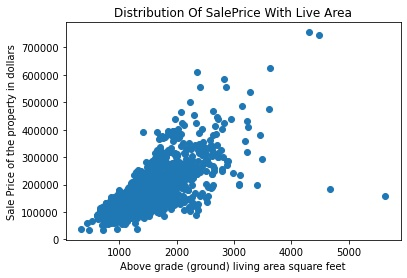 Distribution Of SalePrice With Live Area
Sale Price of the property in dollars
700000
600000
500000
400000
300000
200000
100000
0
1000 2000 3000 4000 5000
Above grade (ground) living area square feet